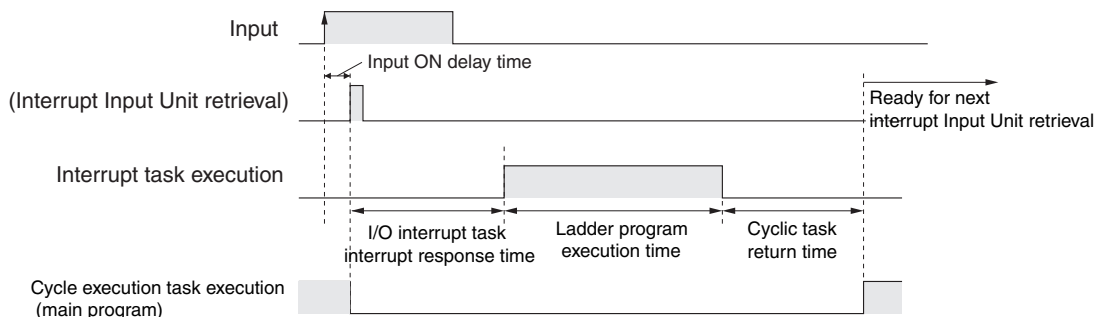 Input
Input ON delay time
(Interrupt Input Unit retrieval)
Ready for next
interrupt Input Unit retrieval
Interrupt task execution
I/O interrupt task
interrupt response time
Ladder program
execution time
Cyclic task
return time
Cycle execution task execution
(main program)